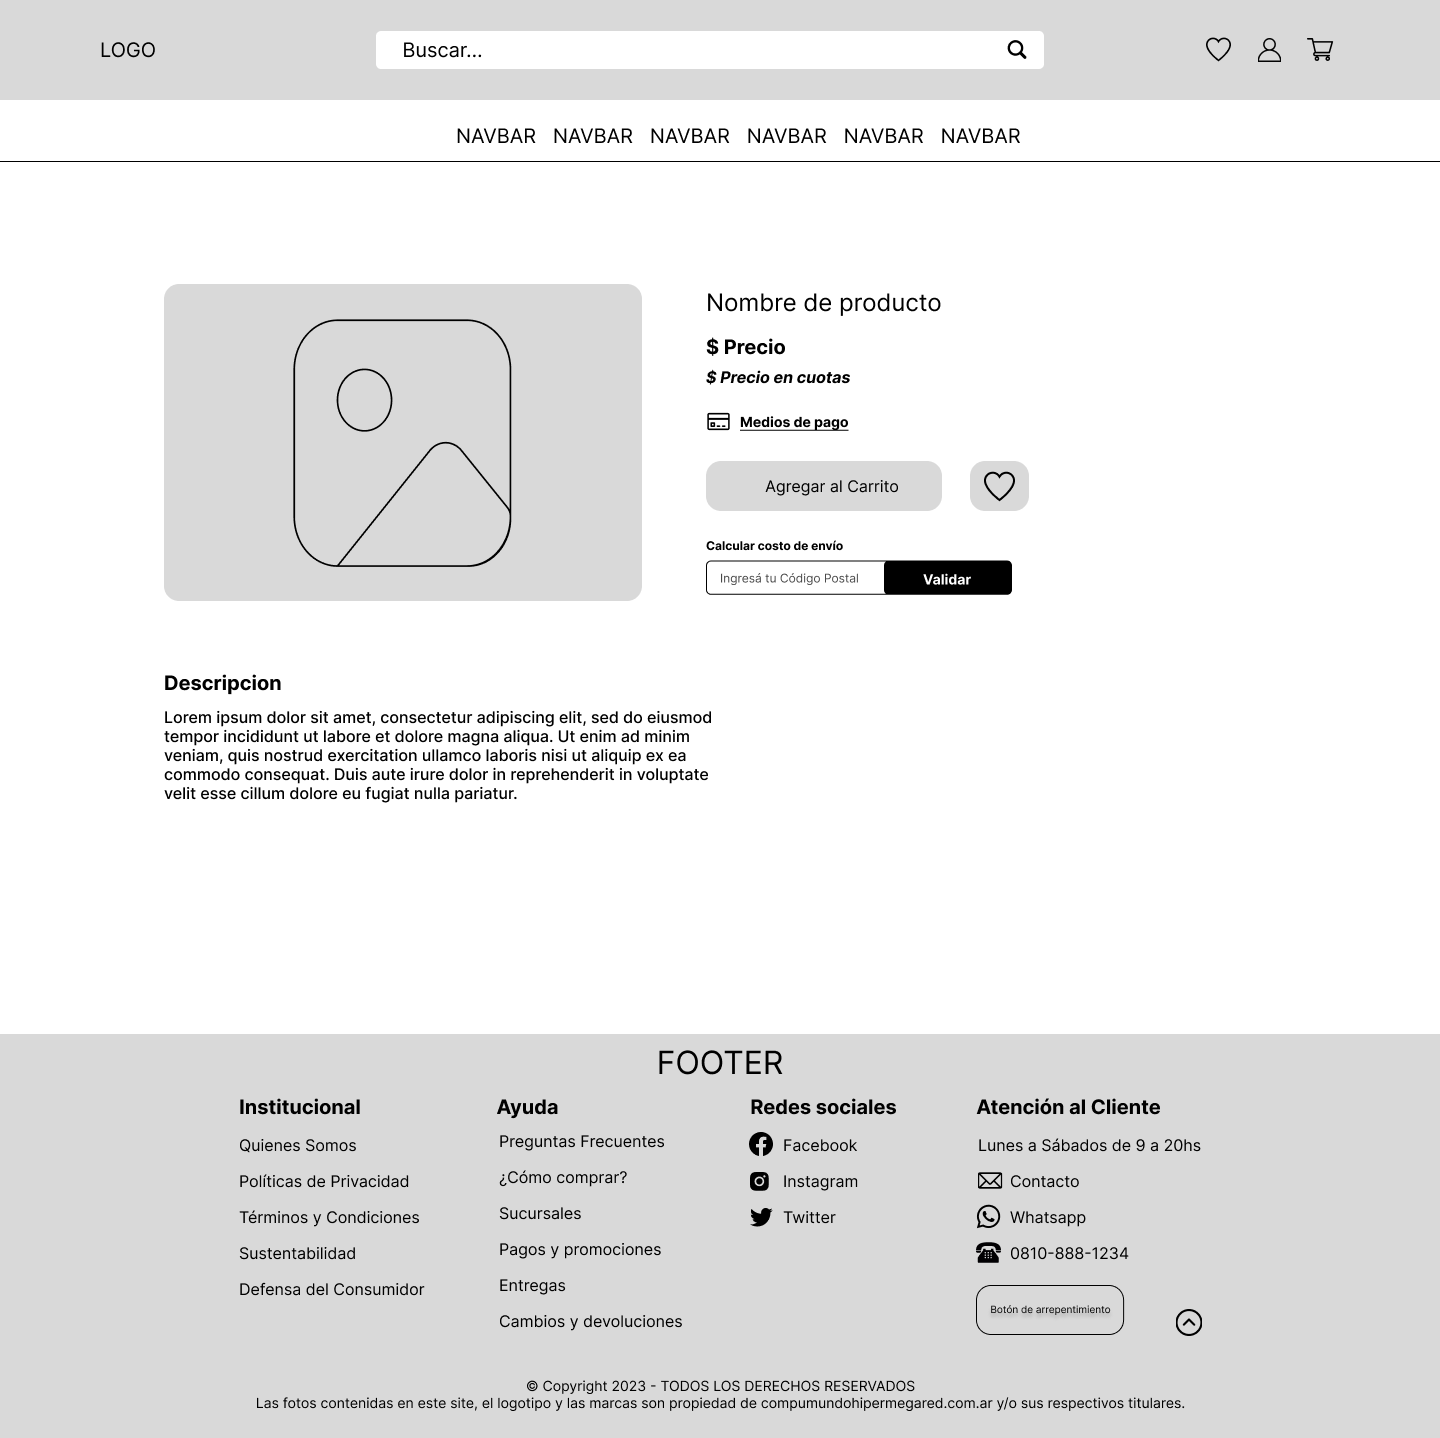 LOGO
Buscar...
NAVBAR NAVBAR NAVBAR NAVBAR NAVBAR NAVBAR
Nombre de producto
$ Precio
$ Precio en cuotas
Medios de pago
Agregar al Carrito
Calcular costo de envío
Ingresá tu Código Postal
Validar
Descripcion
Lorem ipsum dolor sit amet, consectetur adipiscing elit, sed do eiusmod
tempor incididunt ut labore et dolore magna aliqua. Ut enim ad minim
veniam, quis nostrud exercitation ullamco laboris nisi ut aliquip ex ea
commodo consequat. Duis aute irure dolor in reprehenderit in voluptate
velit esse cillum dolore eu fugiat nulla pariatur.
FOOTER
Institucional
Quienes Somos
Políticas de Privacidad
Términos y Condiciones
Sustentabilidad
Defensa del Consumidor
Ayuda
Preguntas Frecuentes
¿Cómo comprar?
Sucursales
Pagos y promociones
Entregas
Cambios y devoluciones
Redes sociales
Facebook
Instagram
Twitter
Atención al Cliente
Lunes a Sábados de 9 a 20hs
Contacto
Whatsapp
0810-888-1234
Botón de arrepentimiento
© Copyright 2023 - TODOS LOS DERECHOS RESERVADOS
Las fotos contenidas en este site, el logotipo y las marcas son propiedad de compumundohipermegared.com.ar y/o sus respectivos titulares.